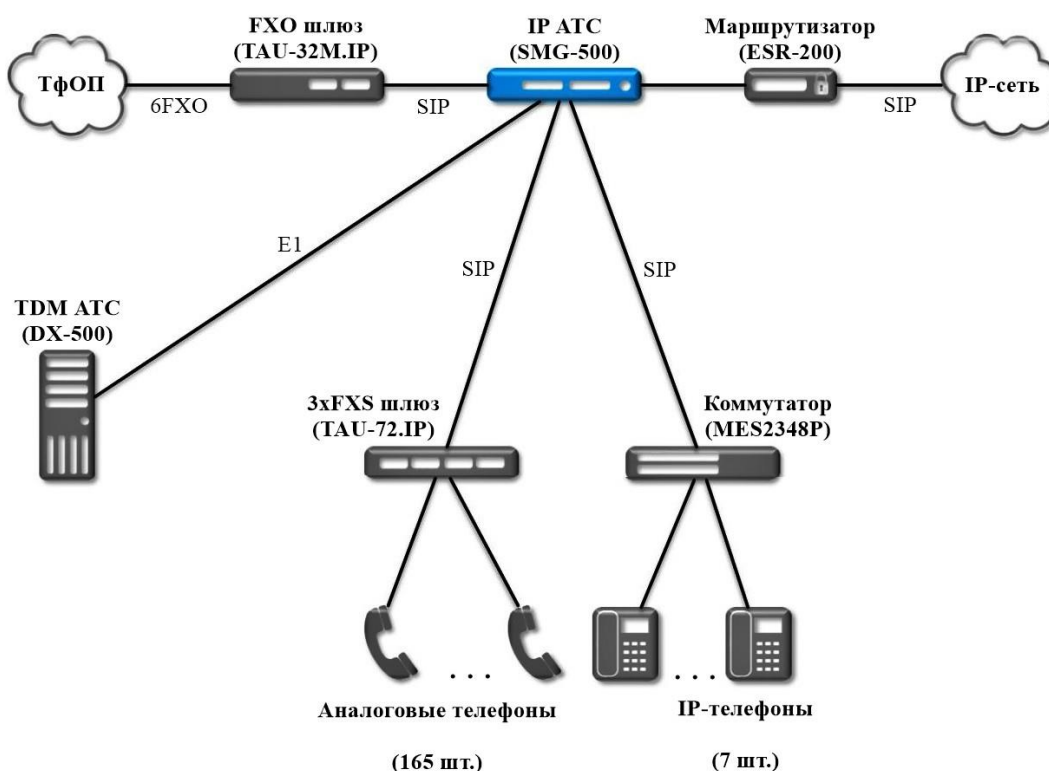 FXO шлюз
(TAU-32M.IP)
IP АТС
(SMG-500)
Маршрутизатор
(ESR-200)
ТфОП
IP-сеть
6FXO
SIP
SIP
E1
SIP
SIP
TDM АТС
(DX-500)
3xFXS шлюз
(TAU-72.IP)
Коммутатор
(MES2348P)
. . .
. . .
Аналоговые телефоны
IP-телефоны
(165 шт.)
(7 шт.)